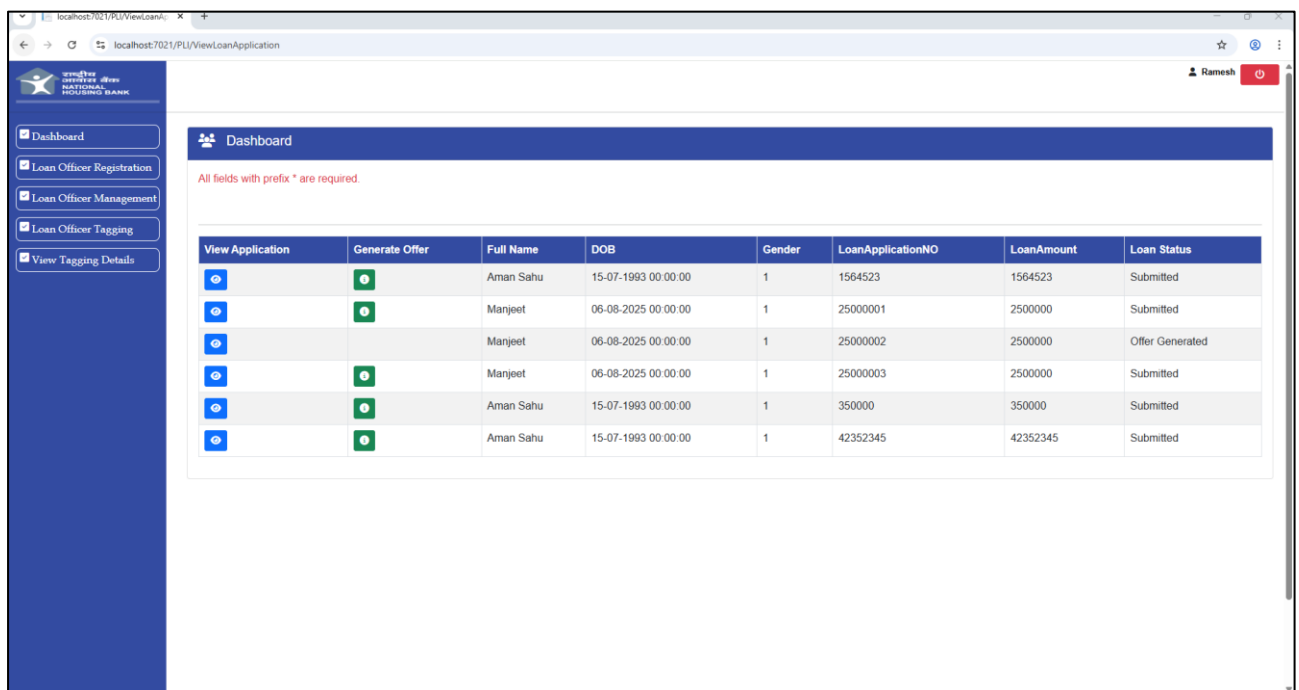 localhost:7021/PLI/ViewLoanAp
localhost:7021/PLI/ViewLoanApplication
राष्ट्रीय
आवास बैंक
NATIONAL
HOUSING BANK
Ramesh
Dashboard
Loan Officer Registration
Loan Officer Management
Loan Officer Tagging
View Tagging Details
Dashboard
All fields with prefix * are required.
View Application Generate Offer Full Name DOB Gender LoanApplicationNO LoanAmount Loan Status
Aman Sahu 15-07-1993 00:00:00 1 1564523 1564523 Submitted
Manjeet 06-08-2025 00:00:00 1 25000001 2500000 Submitted
Manjeet 06-08-2025 00:00:00 1 25000002 2500000 Offer Generated
Manjeet 06-08-2025 00:00:00 1 25000003 2500000 Submitted
Aman Sahu 15-07-1993 00:00:00 1 350000 350000 Submitted
Aman Sahu 15-07-1993 00:00:00 1 42352345 42352345 Submitted